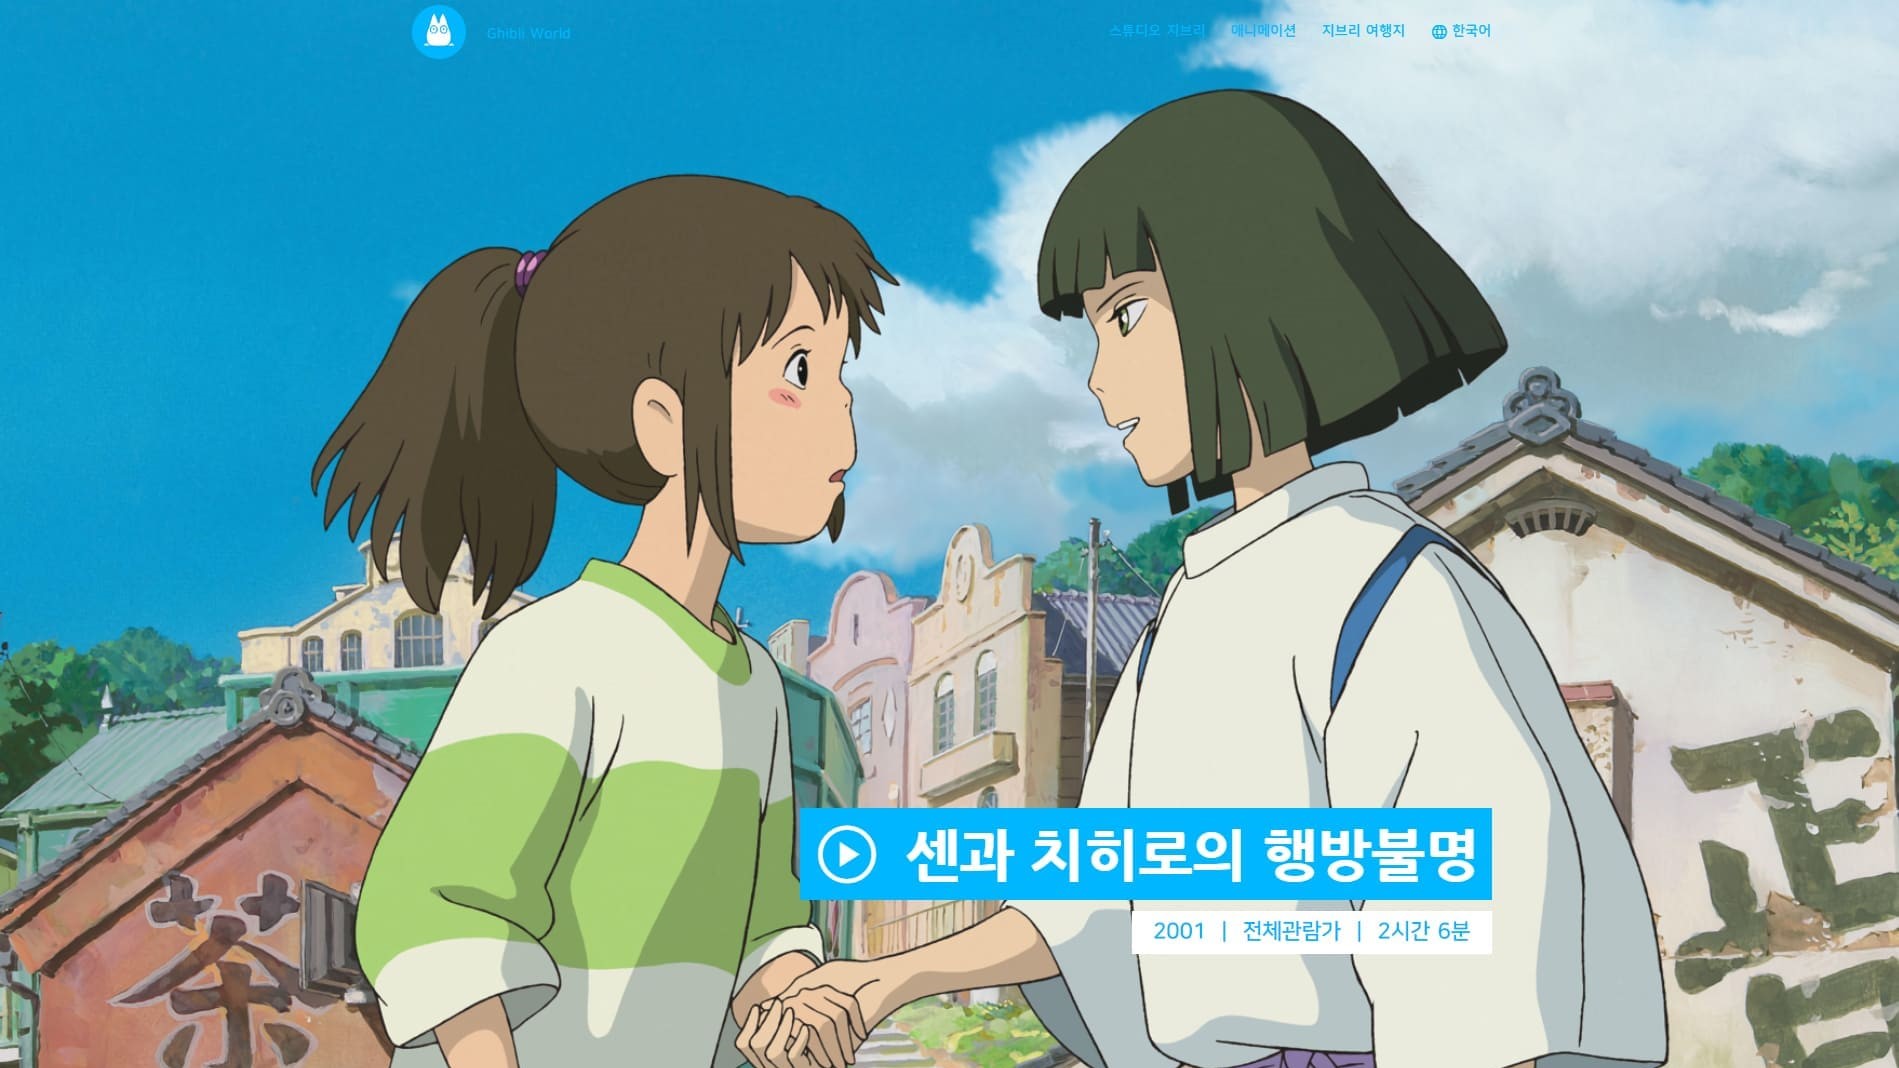 Ghibli World
스튜디오 지브리 애니메이션 지브리 여행지 한국어
센과 치히로의 행방불명
2001 | 전체관람가 | 2시간 6분
茶
正